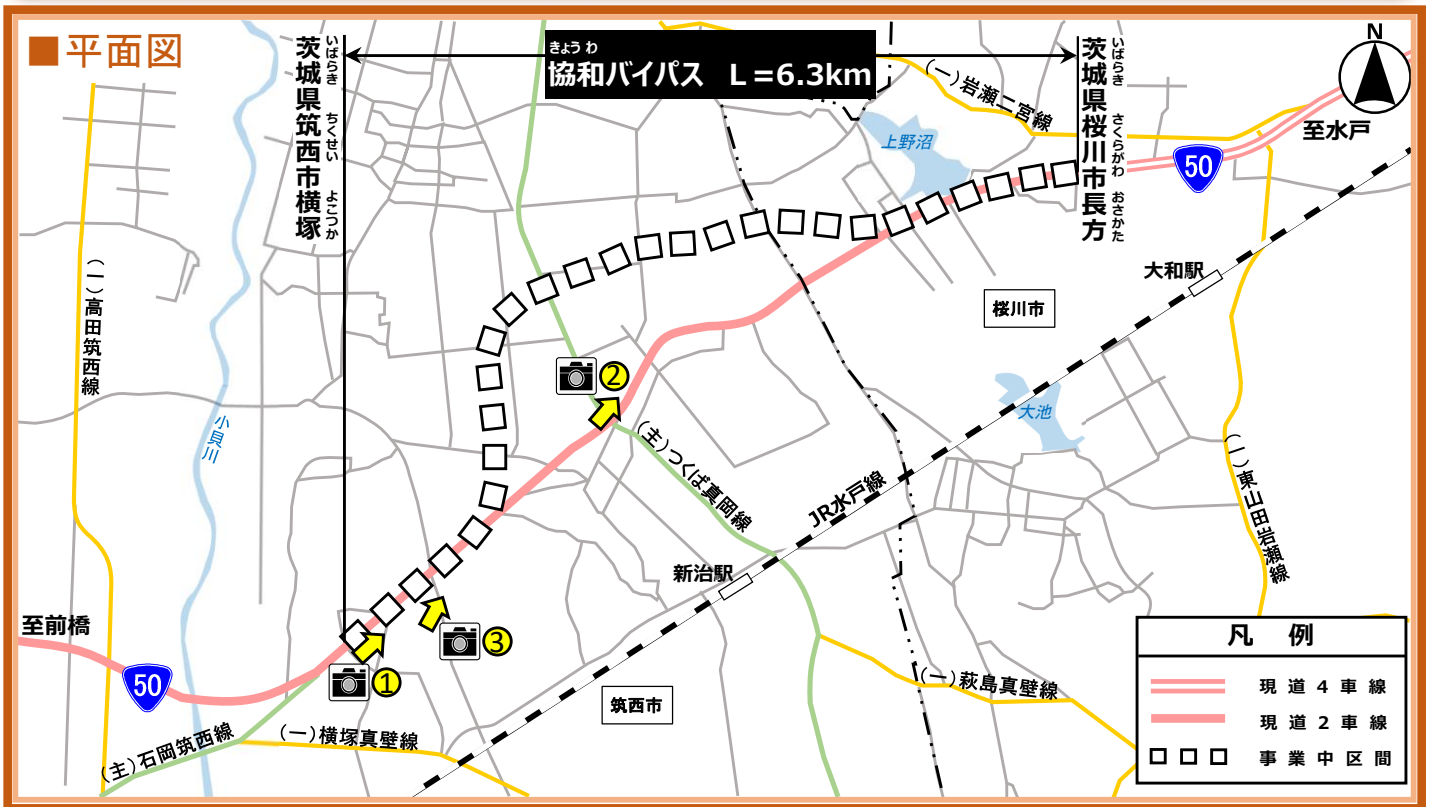 ■平面図
いばらき ちくせい よこつか
茨城県筑西市横塚
きょうわ
協和バイパス L=6.3km
いばらき さくらがわ おさかた
茨城県桜川市長方
N
至水戸
50
(一)岩瀬二宮線
上野沼
大和駅
桜川市
(一)高田筑西線
小貝川
②
(主)つくば真岡線
大池
JR水戸線
(一)東山田岩瀬線
新治駅
③
①
至前橋
50
筑西市
(一)萩島真壁線
(一)横塚真壁線
(主)石岡筑西線
凡 例
現道4車線
現道2車線
事業中区間